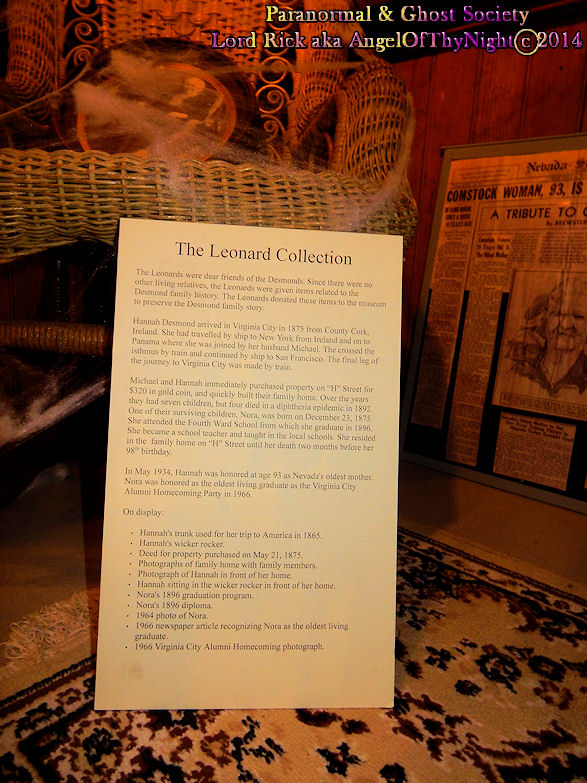 Paranormal & Ghost Society
Lord Rick aka AngelOfThyNight © 2014
Nevada
COMSTOCK WOMAN, 93, IS
A TRIBUTE TO
The Leonard Collection
The Leonards were dear friends of the Desmonds. Since there were no
other living relatives, the Leonards were given items related to the
Desmond family history. The Leonards donated these items to the museum
to preserve the Desmond family story.
Hannah Desmond arrived in Virginia City in 1875 from County Cork,
Ireland. She had travelled by ship to New York from Ireland and on to
Panama where she was joined by her husband Michael. The crossed the
isthmus by train and continued by ship to San Francisco. The final leg of
the journey to Virginia City was made by train.
Michael and Hannah immediately purchased property on “H” Street for
$320 in gold coin, and quickly built their family home. Over the years
they had seven children, but four died in a diphtheria epidemic in 1892.
One of their surviving children, Nora, was born on December 23, 1875.
She attended the Fourth Ward School from which she graduate in 1896.
She became a school teacher and taught in the local schools. She resided
in the family home on “H” Street until her death two months before her
98th birthday.
In May 1934, Hannah was honored at age 93 as Nevada's oldest mother.
Nora was honored as the oldest living graduate as the Virginia City
Alumni Homecoming Party in 1966.
On display:
· Hannah's trunk used for her trip to America in 1865.
· Hannah's wicker rocker.
· Deed for property purchased on May 21, 1875.
· Photographs of family home with family members.
· Photograph of Hannah in front of her home.
· Hannah sitting in the wicker rocker in front of her home.
· Nora's 1896 graduation program.
· Nora's 1896 diploma.
· 1964 photo of Nora.
· 1966 newspaper article recognizing Nora as the oldest living
graduate.
· 1966 Virginia City Alumni Homecoming photograph.